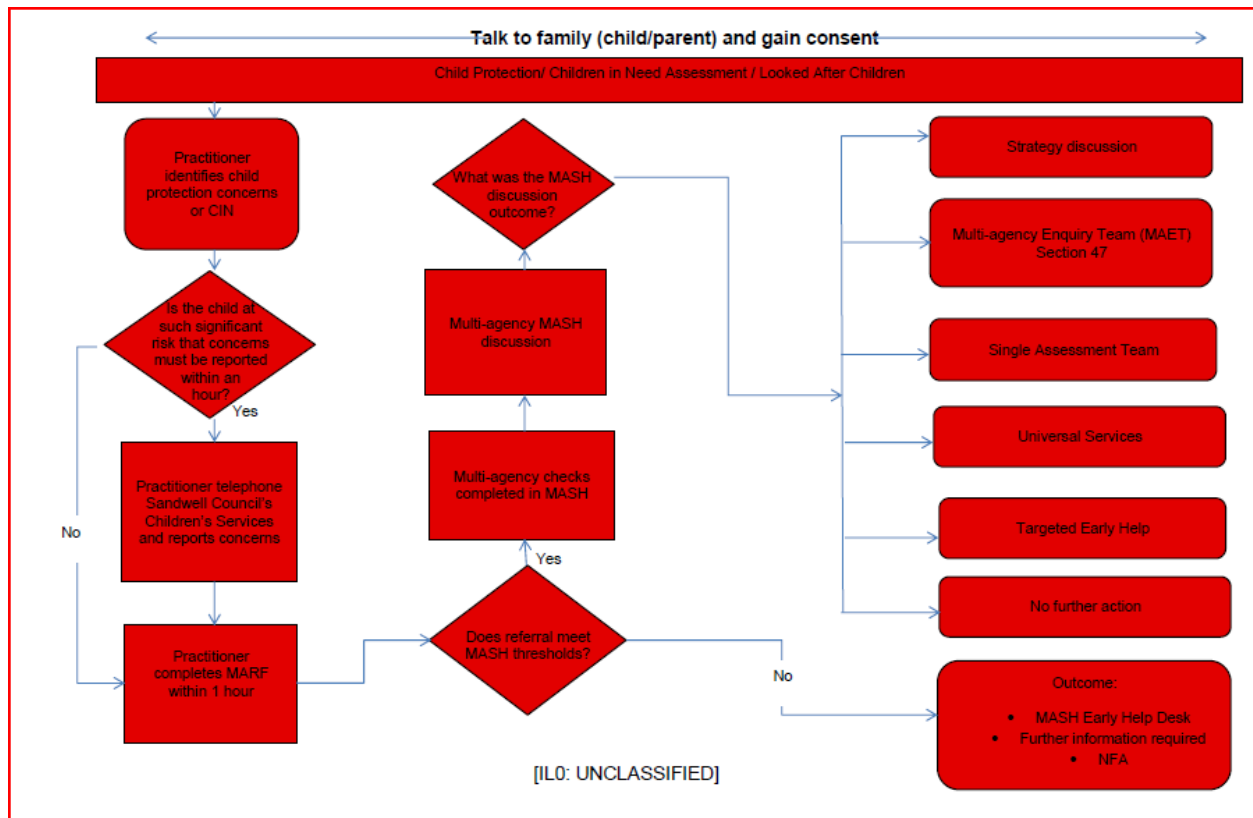 Talk to family (child/parent) and gain consent
Child Protection/ Children in Need Assessment / Looked After Children
Practitioner
identifies child
protection concerns
or CIN
Is the child at
such significant
risk that concerns
must be reported
within an
hour?
Yes
No
Practitioner telephone
Sandwell Council's
Children's Services
and reports concerns
Practitioner
completes MARF
within 1 hour
What was the MASH
discussion
outcome?
Multi-agency MASH
discussion
Multi-agency checks
completed in MASH
Yes
Does referral meet
MASH thresholds?
No
Strategy discussion
Multi-agency Enquiry Team (MAET)
Section 47
Single Assessment Team
Universal Services
Targeted Early Help
No further action
Outcome:
• MASH Early Help Desk
• Further information required
• NFA
[IL0: UNCLASSIFIED]